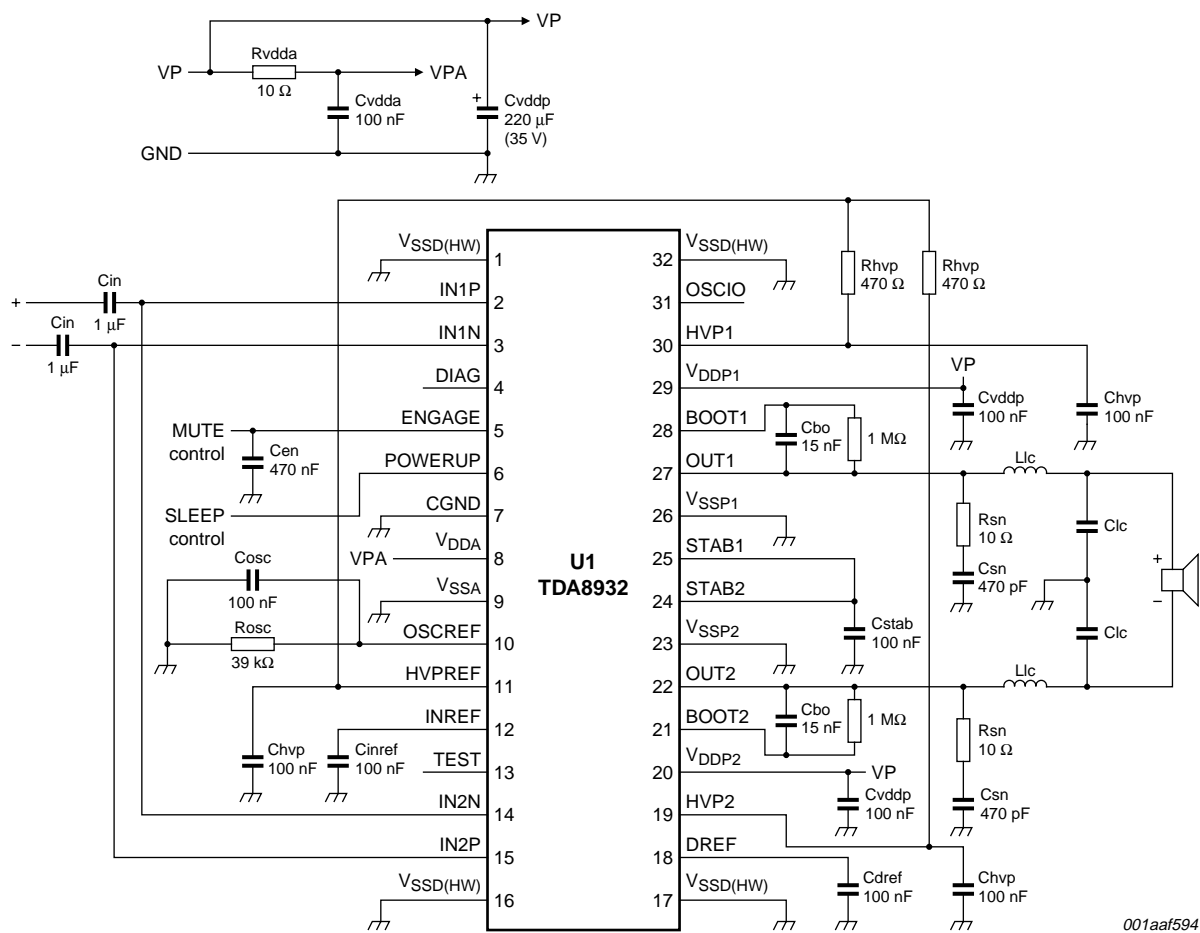 VP
Rvdda
VP
VPA
10 Ω
Cvdda
100 nF
+
Cvddp
220 μF
(35 V)
GND
VSSD(HW)
1
Cin
+
1 μF
IN1P
2
Cin
−
1 μF
IN1N
3
DIAG
4
MUTE
control
ENGAGE
5
Cen
470 nF
POWERUP
6
SLEEP
control
CGND
7
VPA
VDDA
8
Cosc
100 nF
VSSA
9
Rosc
39 kΩ
OSCREF
10
HVPREF
11
INREF
12
Chvp
100 nF
Cinref
100 nF
TEST
13
IN2N
14
IN2P
15
VSSD(HW)
16
U1
TDA8932
VSSD(HW)
32
OSCIO
31
Rhvp
470 Ω
Rhvp
470 Ω
HVP1
30
VP
VDDP1
29
Cvddp
100 nF
Chvp
100 nF
BOOT1
28
Cbo
15 nF
1 MΩ
OUT1
27
Llc
VSSP1
26
Rsn
10 Ω
Clc
STAB1
25
Csn
470 pF
+
−
STAB2
24
Cstab
100 nF
VSSP2
23
Clc
OUT2
22
Llc
Cbo
15 nF
1 MΩ
BOOT2
21
Rsn
10 Ω
VDDP2
20
VP
Cvddp
100 nF
Csn
470 pF
HVP2
19
DREF
18
Cdref
100 nF
Chvp
100 nF
VSSD(HW)
17
001aaf594